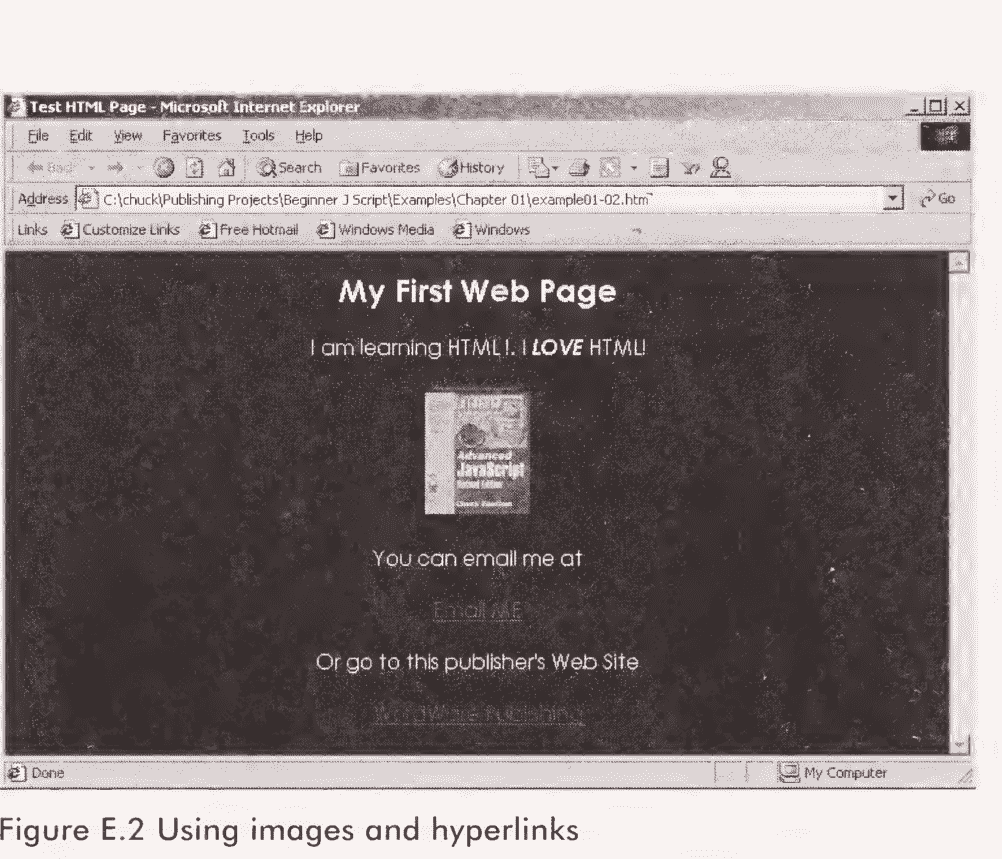 Test HTML Page - Microsoft Internet Explorer
File Edit View Favorites Tools Help
Back Search Favorites History
Address C:\chuck\Publishing Projects\Beginner J Script\Examples\Chapter 01\example01-02.htm Go
Links Customize Links Free Hotmail Windows Media Windows
My First Web Page
I am learning HTML!. I LOVE HTML!
Advanced
JavaScript
You can email me at
Email ME
Or go to this publisher's Web Site
WordWare Publishing
Done My Computer
Figure E.2 Using images and hyperlinks